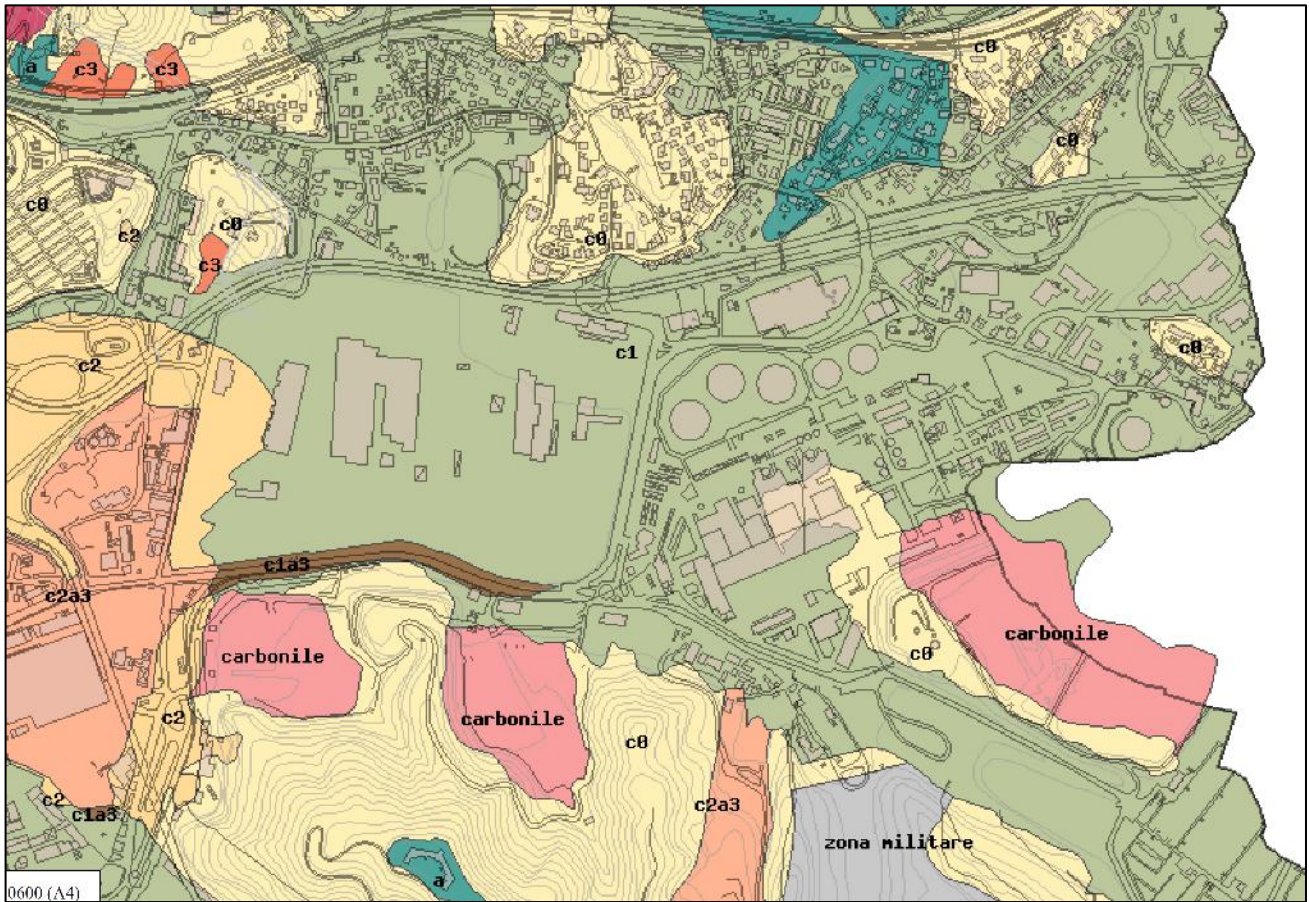 c0
a
c3
c3
c0
c0
c2
c0
c0
c3
c1
c0
c2
c1a3
c2a3
carbonile
carbonile
c0
carbonile
c2
c0
c2
c1a3
c2a3
zona militare
a
0600 (A4)